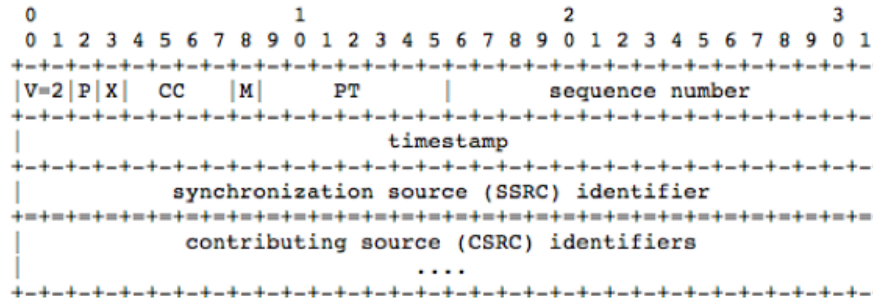 0                   1                   2                   3
0 1 2 3 4 5 6 7 8 9 0 1 2 3 4 5 6 7 8 9 0 1 2 3 4 5 6 7 8 9 0 1
+-+-+-+-+-+-+-+-+-+-+-+-+-+-+-+-+-+-+-+-+-+-+-+-+-+-+-+-+-+-+-+-
|V=2|P|X|  CC   |M|     PT      |       sequence number
+-+-+-+-+-+-+-+-+-+-+-+-+-+-+-+-+-+-+-+-+-+-+-+-+-+-+-+-+-+-+-+-
|                           timestamp
+-+-+-+-+-+-+-+-+-+-+-+-+-+-+-+-+-+-+-+-+-+-+-+-+-+-+-+-+-+-+-+-
|           synchronization source (SSRC) identifier
+=+=+=+=+=+=+=+=+=+=+=+=+=+=+=+=+=+=+=+=+=+=+=+=+=+=+=+=+=+=+=+=
|            contributing source (CSRC) identifiers
|                             ....
+-+-+-+-+-+-+-+-+-+-+-+-+-+-+-+-+-+-+-+-+-+-+-+-+-+-+-+-+-+-+-+-